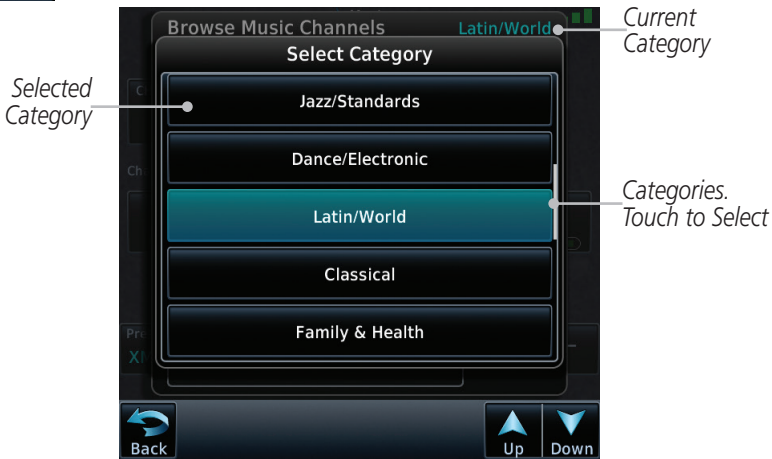 Browse Music Channels Latin/World
Current
Category
Select Category
Selected
Category
Jazz/Standards
Dance/Electronic
Latin/World
Categories.
Touch to Select
Classical
Family & Health
Back
Up
Down